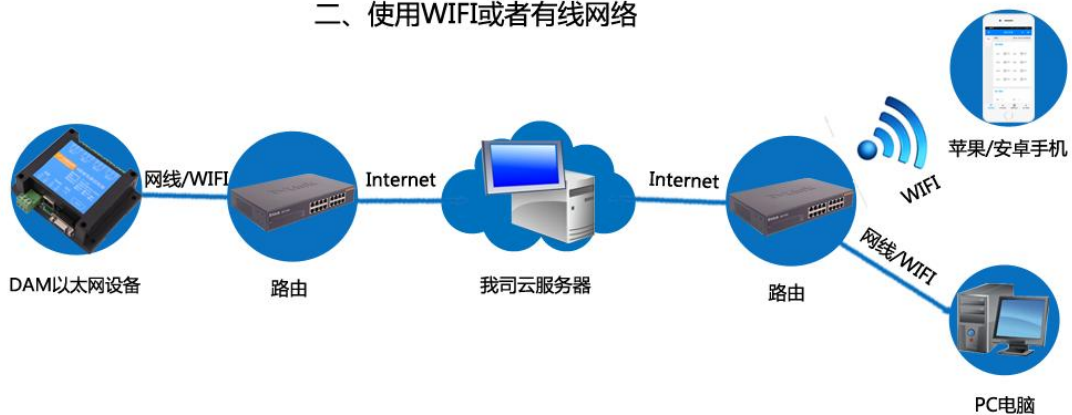 二、使用WIFI或者有线网络
苹果/安卓手机
WIFI
网线/WIFI
Internet
Internet
网线/WIFI
DAM以太网设备
路由
我司云服务器
路由
PC电脑